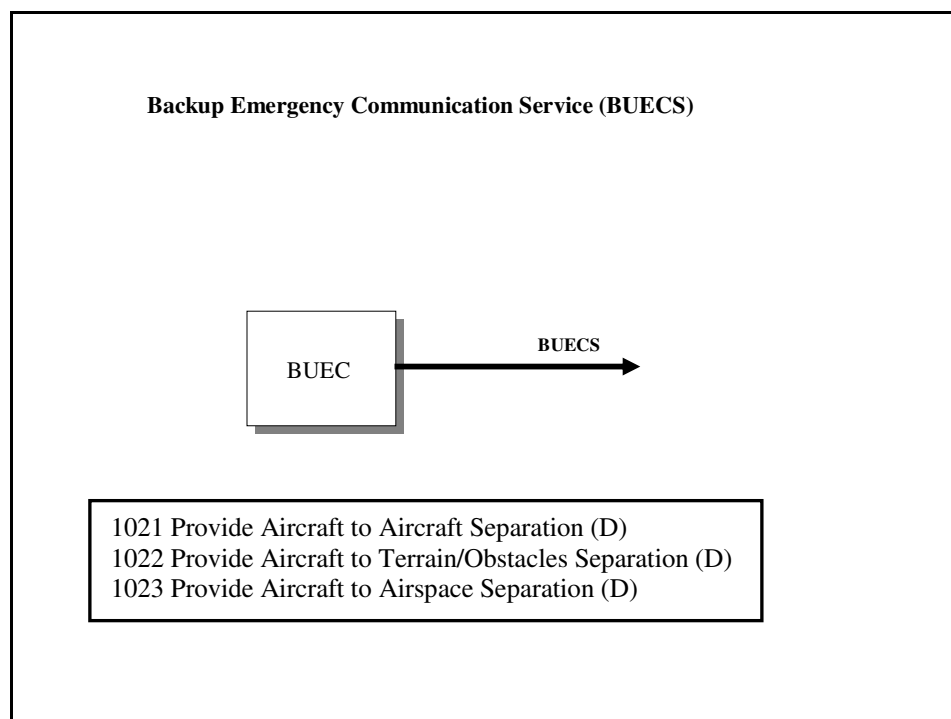 Backup Emergency Communication Service (BUECS)
BUECS
BUEC
1021 Provide Aircraft to Aircraft Separation (D)
1022 Provide Aircraft to Terrain/Obstacles Separation (D)
1023 Provide Aircraft to Airspace Separation (D)